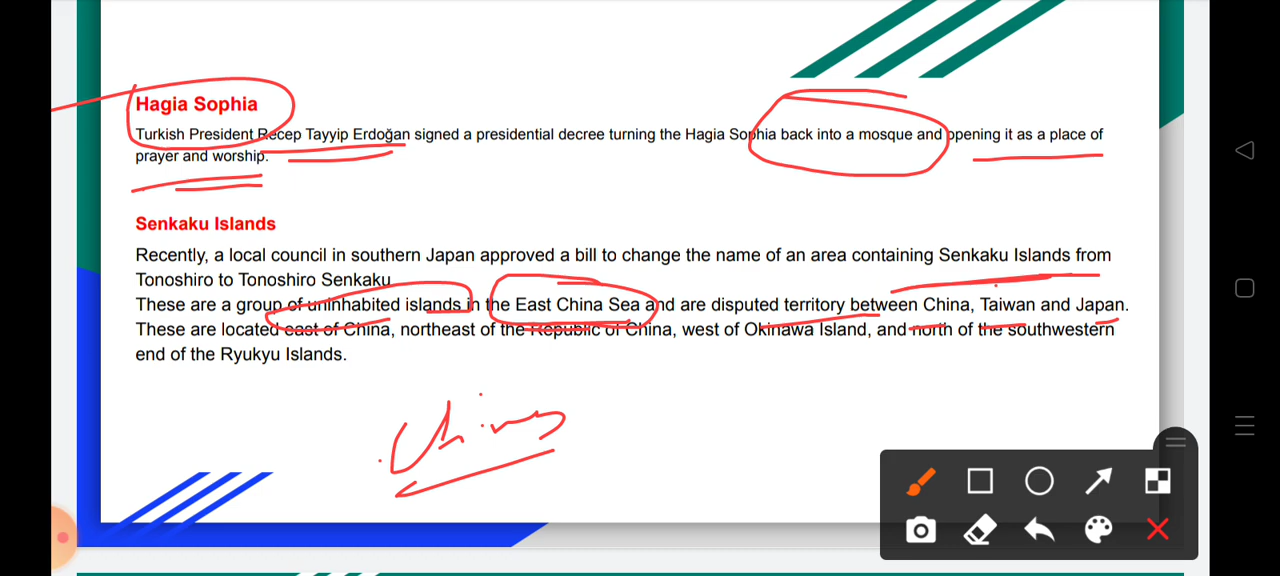 Hagia Sophia
Turkish President Recep Tayyip Erdoğan signed a presidential decree turning the Hagia Sophia back into a mosque and opening it as a place of
prayer and worship.
Senkaku Islands
Recently, a local council in southern Japan approved a bill to change the name of an area containing Senkaku Islands from
Tonoshiro to Tonoshiro Senkaku
These are a group of uninhabited islands in the East China Sea and are disputed territory between China, Taiwan and Japan.
These are located east of China, northeast of the Republic of China, west of Okinawa Island, and north of the southwestern
end of the Ryukyu Islands.